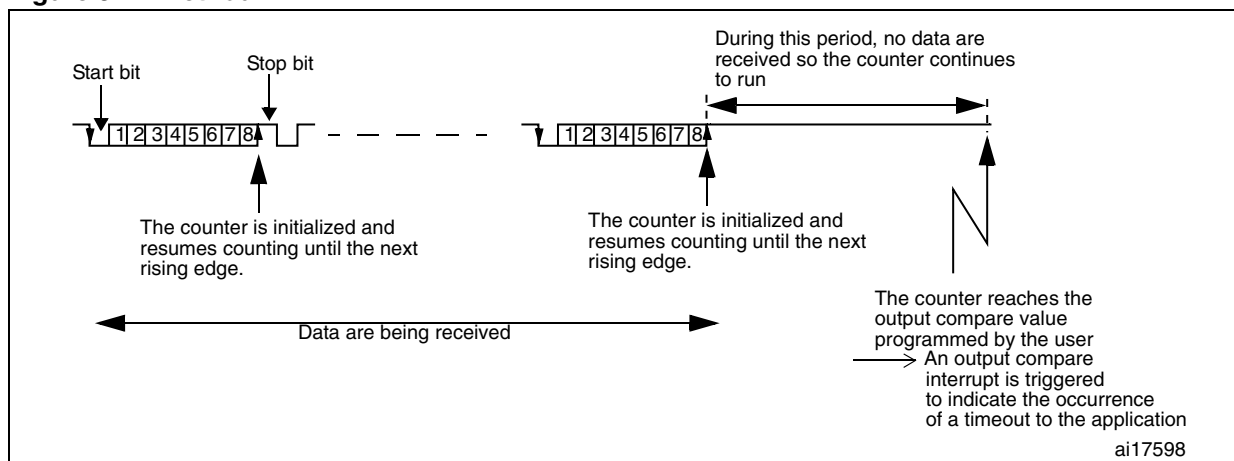 Start bit
Stop bit
During this period, no data are
received so the counter continues
to run
1 2 3 4 5 6 7 8
1 2 3 4 5 6 7 8
The counter is initialized and
resumes counting until the next
rising edge.
The counter is initialized and
resumes counting until the next
rising edge.
Data are being received
The counter reaches the
output compare value
programmed by the user
An output compare
interrupt is triggered
to indicate the occurrence
of a timeout to the application
ai17598